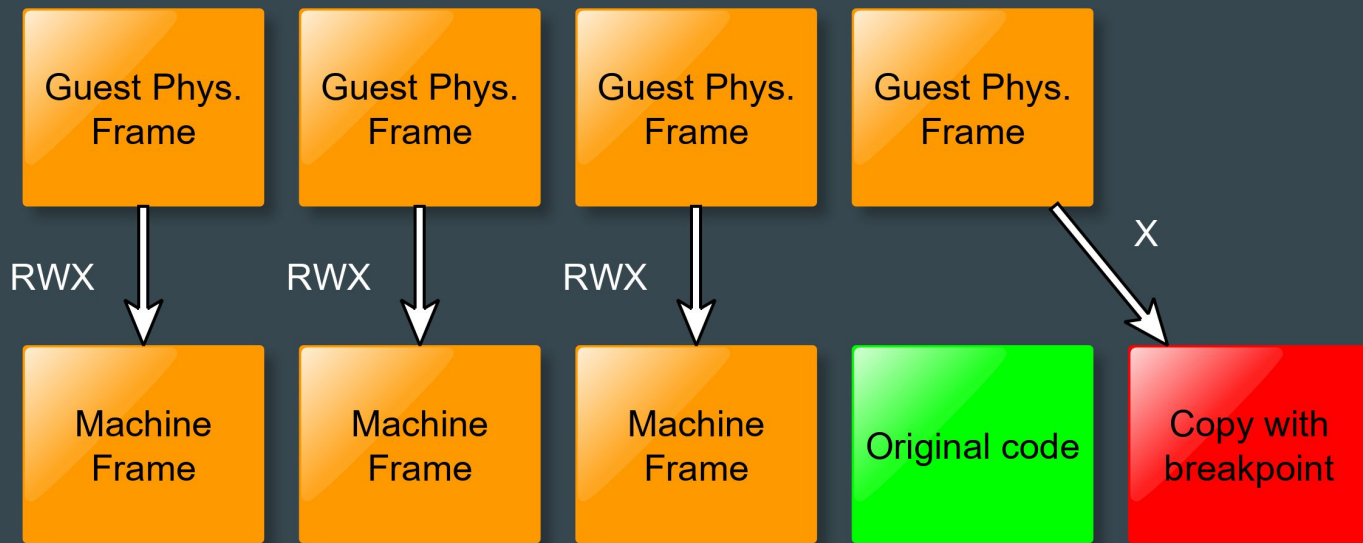 Guest Phys.
Frame
Guest Phys.
Frame
Guest Phys.
Frame
Guest Phys.
Frame
RWX
RWX
RWX
X
Machine
Frame
Machine
Frame
Machine
Frame
Original code
Copy with
breakpoint